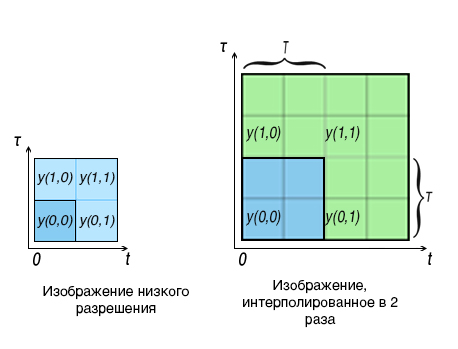 τ
y(1,0) y(1,1)
y(0,0) y(0,1)
0 t
Изображение низкого
разрешения
τ T
y(1,0) y(1,1)
T
y(0,0) y(0,1)
0 t
Изображение,
интерполированное в 2
раза